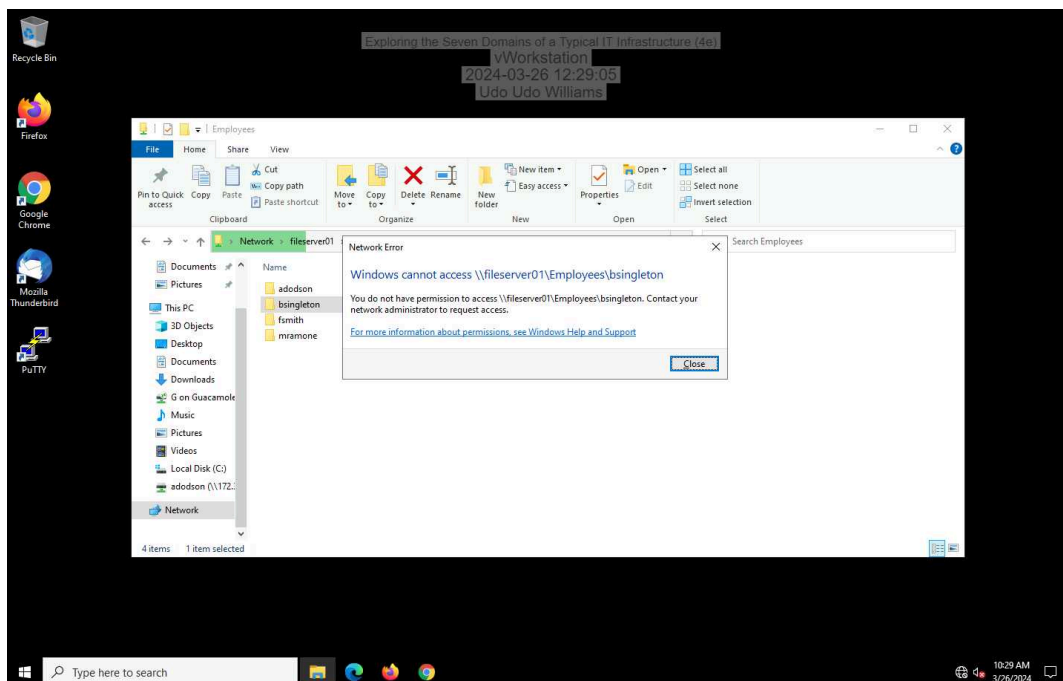 Recycle Bin
Exploring the Seven Domains of a Typical IT Infrastructure (4e)
vWorkstation
2024-03-26 12:29:05
Udo Udo Williams
Firefox
Google
Chrome
Mozilla
Thunderbird
PuTTY
Employees
File Home Share View
Pin to Quick
access
Copy
Paste
Cut
Copy path
Paste shortcut
Clipboard
Move
to
Copy
to
Delete
Rename
Organize
New
folder
New item
Easy access
New
Properties
Open
Edit
Open
Select all
Select none
Invert selection
Select
Network > fileserver01
Search Employees
Documents
Pictures
This PC
3D Objects
Desktop
Documents
Downloads
G on Guacamole
Music
Pictures
Videos
Local Disk (C:)
adodson (\\172.
Network
Name
adodson
bsingleton
fsmith
mramone
Network Error
Windows cannot access \\fileserver01\Employees\bsingleton
You do not have permission to access \\fileserver01\Employees\bsingleton. Contact your
network administrator to request access.
For more information about permissions, see Windows Help and Support
Close
4 items 1 item selected
Type here to search
10:29 AM
3/26/2024